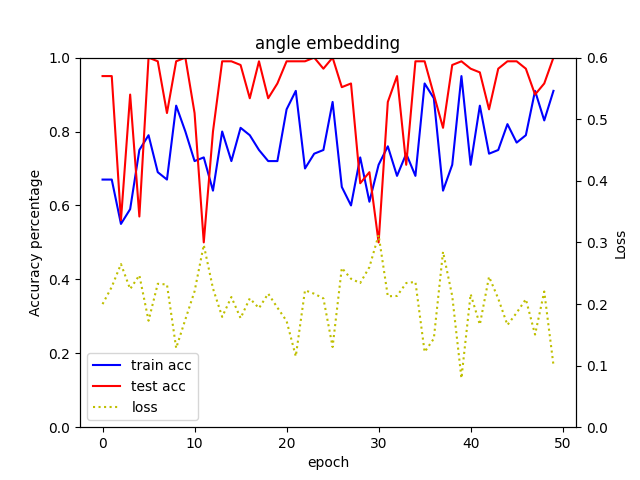 angle embedding
1.0
0.8
0.6
0.4
0.2
0.0
Accuracy percentage
0.6
0.5
0.4
0.3
0.2
0.1
0.0
Loss
train acc
test acc
loss
0 10 20 30 40 50
epoch